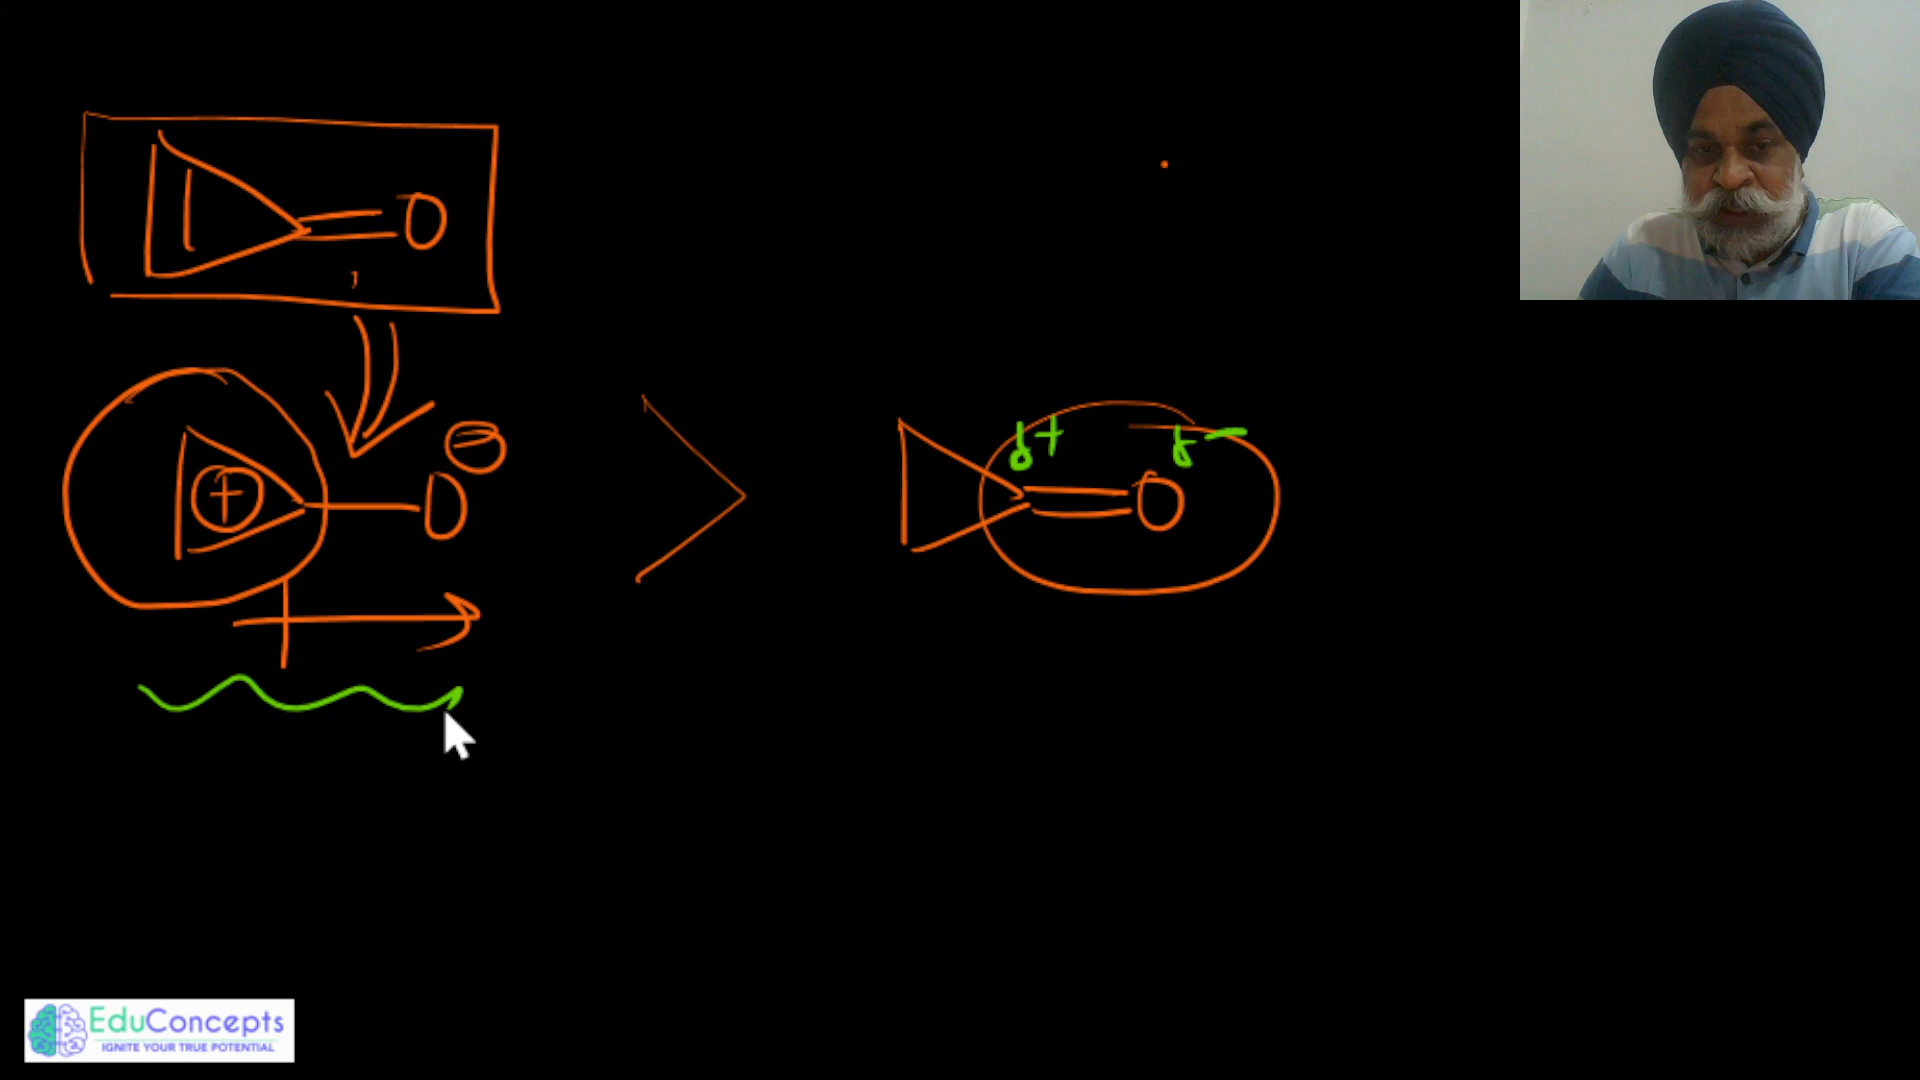 O
+
O
⊖
>
δ+
δ−
O
EduConcepts
IGNITE YOUR TRUE POTENTIAL